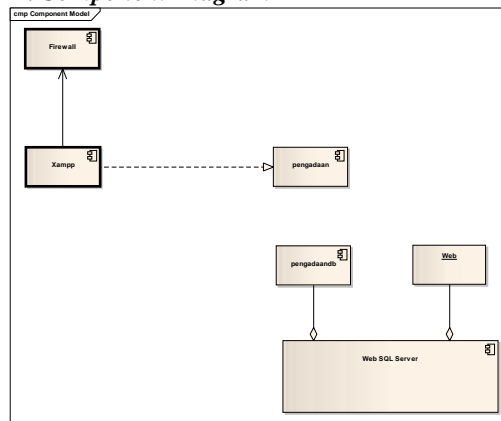 Component Diagram
cmp Component Model
Firewall
Xampp
pengadaan
pengadaandb
Web
Web SQL Server